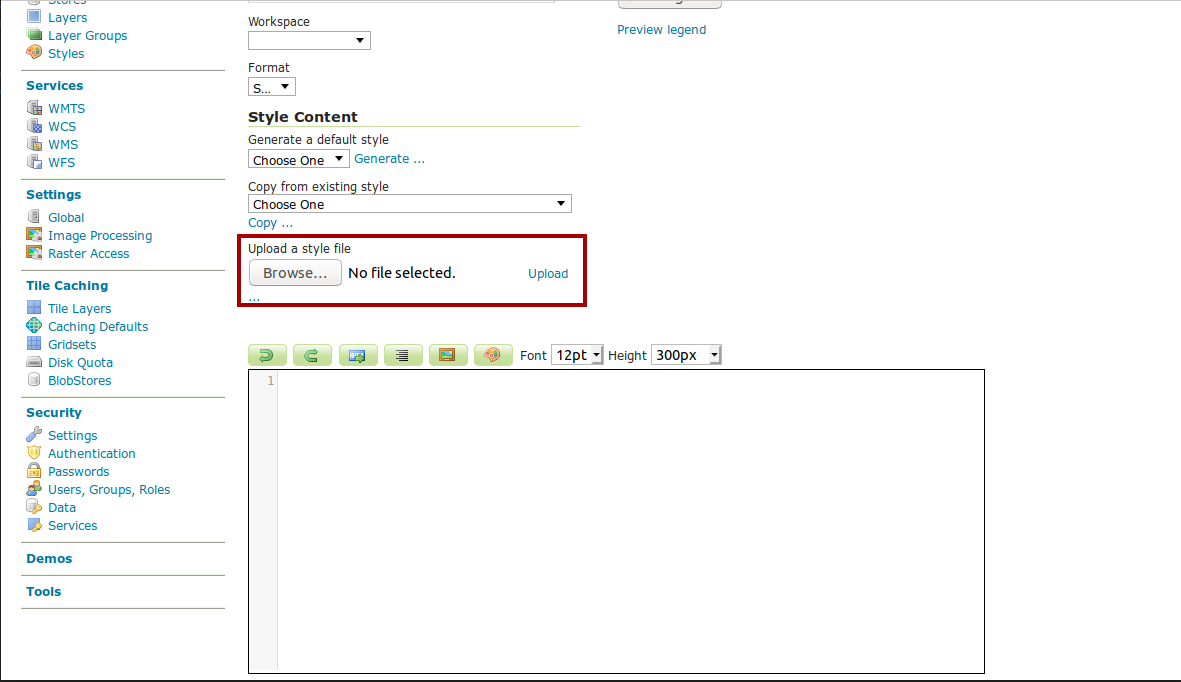 Stores
Layers
Layer Groups
Styles
Services
WMTS
WCS
WMS
WFS
Settings
Global
Image Processing
Raster Access
Tile Caching
Tile Layers
Caching Defaults
Gridsets
Disk Quota
BlobStores
Security
Settings
Authentication
Passwords
Users, Groups, Roles
Data
Services
Demos
Tools
Workspace
Format
S...
Style Content
Generate a default style
Choose One Generate ...
Copy from existing style
Choose One
Copy ...
Upload a style file
Browse... No file selected. Upload
...
Font 12pt Height 300px
1
Preview legend